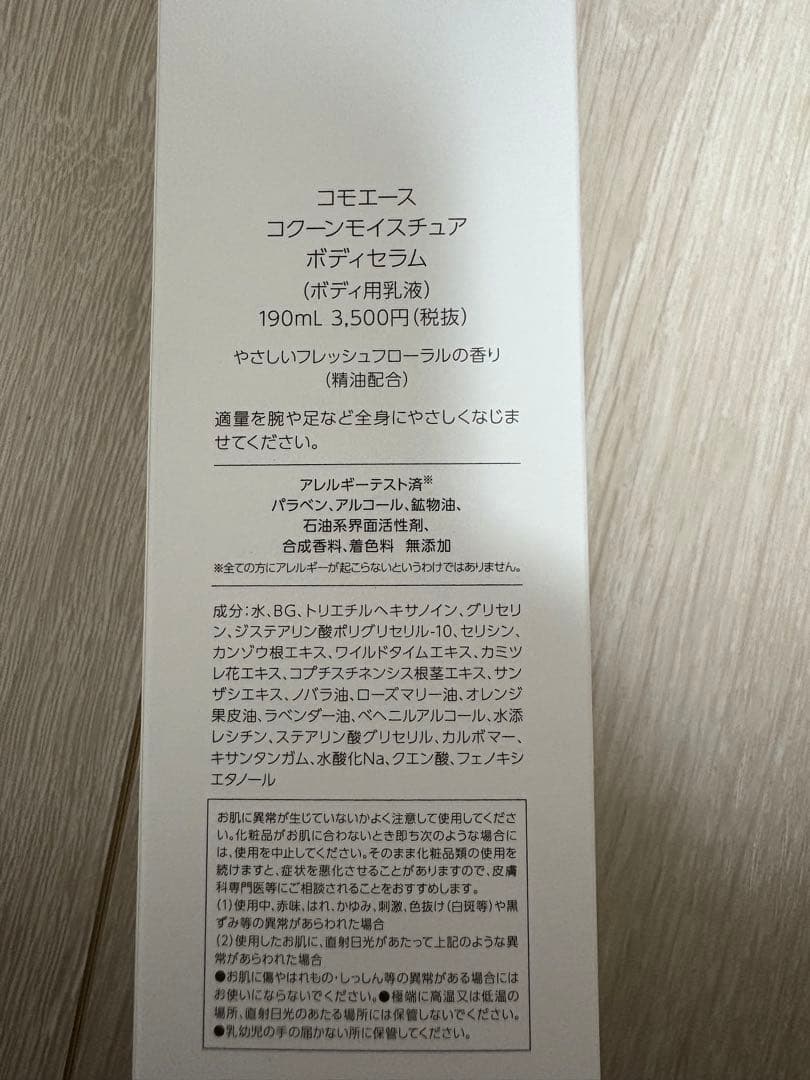 コモエース
コクーンモイスチュア
ボディセラム
(ボディ用乳液)
190mL 3,500円(税抜)
やさしいフレッシュフローラルの香り
(精油配合)
適量を腕や足など全身にやさしくなじま
せてください。
アレルギーテスト済※
パラベン、アルコール、鉱物油、
石油系界面活性剤、
合成香料、着色料 無添加
※全ての方にアレルギーが起こらないというわけではありません。
成分:水、BG、トリエチルヘキサノイン、グリセリ
ン、ジステアリン酸ポリグリセリル-10、セリシン、
カンゾウ根エキス、ワイルドタイムエキス、カミツ
レ花エキス、コプチスチネンシス根茎エキス、サン
ザシエキス、ノバラ油、ローズマリー油、オレンジ
果皮油、ラベンダー油、ベヘニルアルコール、水添
レシチン、ステアリン酸グリセリル、カルボマー、
キサンタンガム、水酸化Na、クエン酸、フェノキシ
エタノール
お肌に異常が生じていないかよく注意して使用してくださ
い。化粧品がお肌に合わないとき即ち次のような場合に
は、使用を中止してください。そのまま化粧品類の使用を
続けますと、症状を悪化させることがありますので、皮膚
科専門医等にご相談されることをおすすめします。
(1)使用中、赤味、はれ、かゆみ、刺激、色抜け(白斑等)や黒
ずみ等の異常があらわれた場合
(2)使用したお肌に、直射日光があたって上記のような異
常があらわれた場合
●お肌に傷やはれもの・しっしん等の異常がある場合には
お使いにならないでください。●極端に高温又は低温の
場所、直射日光のあたる場所には保管しないでください。
●乳幼児の手の届かない所に保管してください。